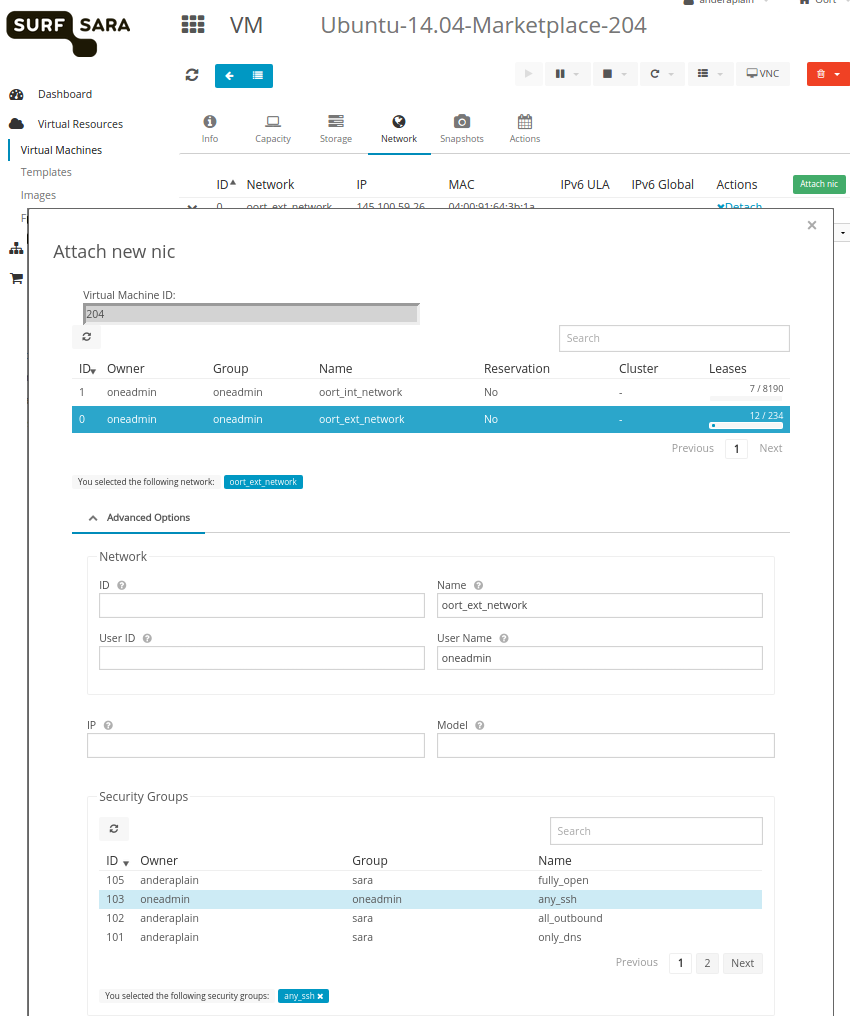 anderaplain
Oort
SURF SARA
VM
Ubuntu-14.04-Marketplace-204
VNC
Dashboard
Virtual Resources
Virtual Machines
Templates
Images
F
Info
Capacity
Storage
Network
Snapshots
Actions
ID Network IP MAC IPv6 ULA IPv6 Global Actions
Attach nic
0 oort_ext_network 145.100.59.26 04:00:91:64:3b:1a Detach
×
Attach new nic
Virtual Machine ID:
204
Search
ID Owner Group Name Reservation Cluster Leases
1 oneadmin oneadmin oort_int_network No - 7 / 8190
0 oneadmin oneadmin oort_ext_network No - 12 / 234
Previous 1 Next
You selected the following network: oort_ext_network
Advanced Options
Network
ID ? Name ?
oort_ext_network
User ID ? User Name ?
oneadmin
IP ? Model ?
Security Groups
Search
ID Owner Group Name
105 anderaplain sara fully_open
103 oneadmin oneadmin any_ssh
102 anderaplain sara all_outbound
101 anderaplain sara only_dns
Previous 1 2 Next
You selected the following security groups: any_ssh ×